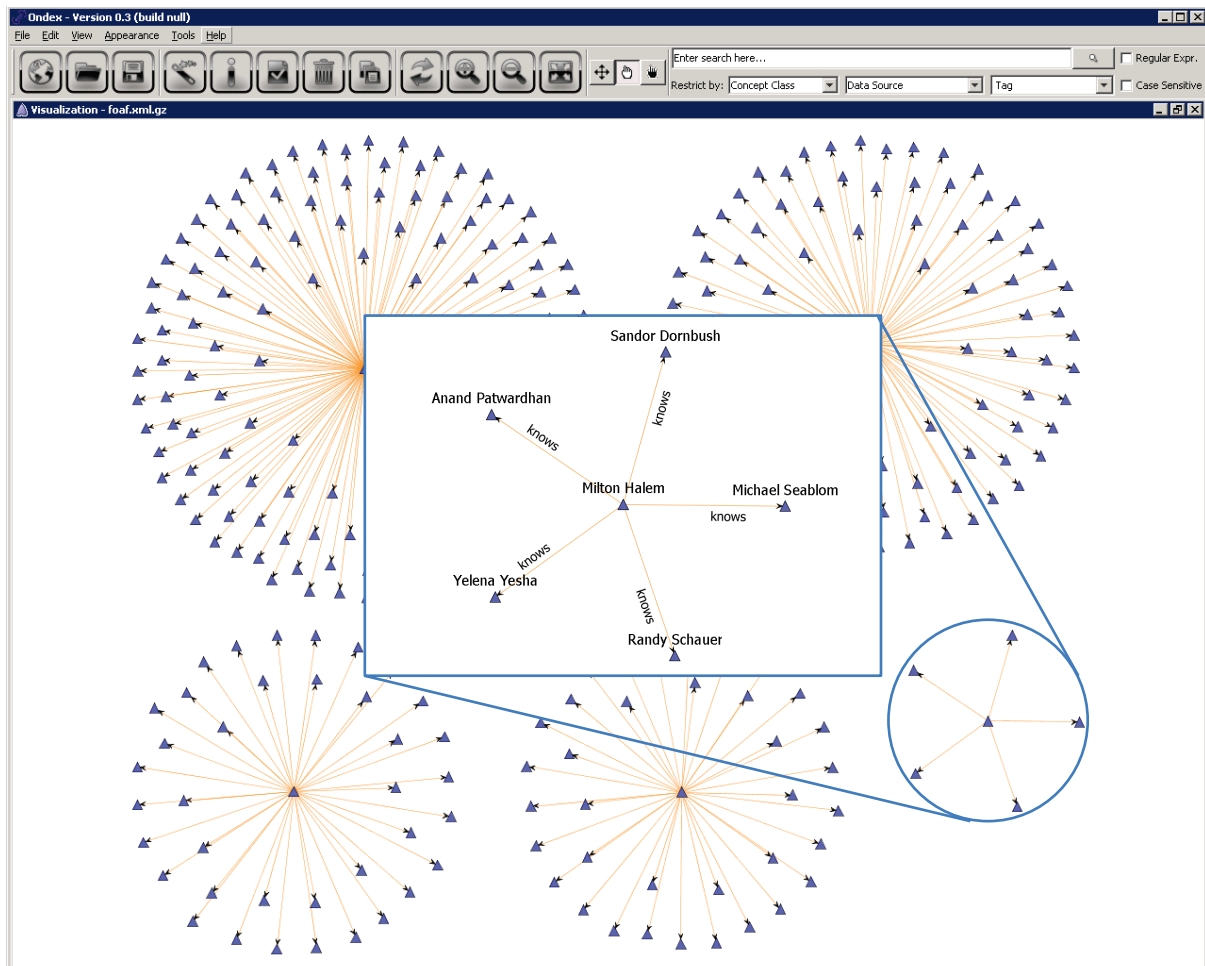 Ondex - Version 0.3 (build null)
File Edit View Appearance Tools Help
Enter search here...
Regular Expr.
Restrict by: Concept Class Data Source Tag
Case Sensitive
Visualization - foaf.xml.gz
Sandor Dornbush
knows
Anand Patwardhan
knows
Milton Halem
Michael Seablom
knows
knows
Yelena Yesha
knows
Randy Schauer